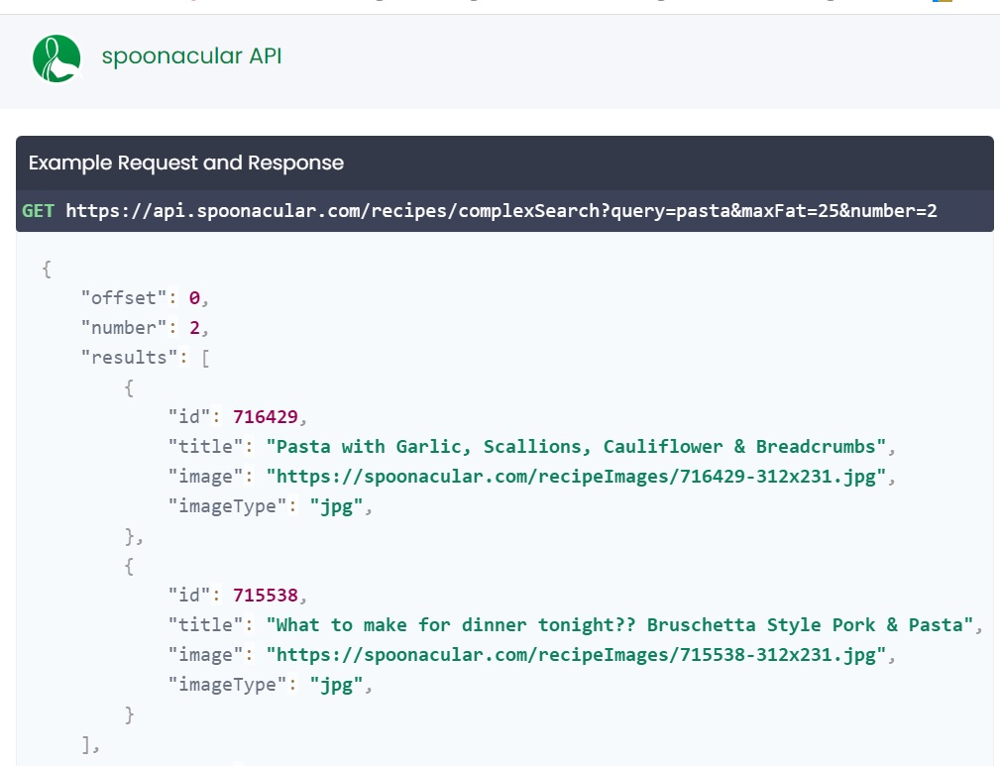 spoonacular API
Example Request and Response
GET https://api.spoonacular.com/recipes/complexSearch?query=pasta&maxFat=25&number=2
{
"offset": 0,
"number": 2,
"results": [
{
"id": 716429,
"title": "Pasta with Garlic, Scallions, Cauliflower & Breadcrumbs",
"image": "https://spoonacular.com/recipeImages/716429-312x231.jpg",
"imageType": "jpg",
},
{
"id": 715538,
"title": "What to make for dinner tonight?? Bruschetta Style Pork & Pasta",
"image": "https://spoonacular.com/recipeImages/715538-312x231.jpg",
"imageType": "jpg",
}
],